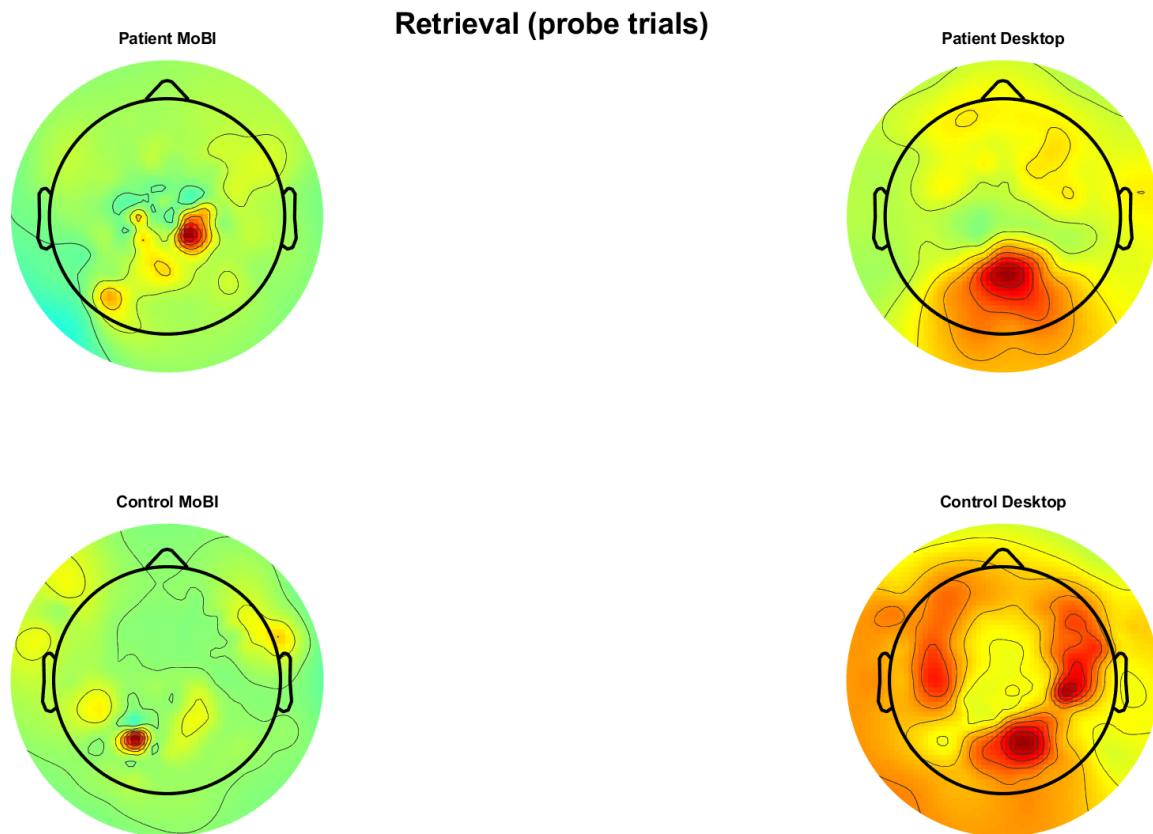 Retrieval (probe trials)
Patient MoBI
Patient Desktop
Control MoBI
Control Desktop